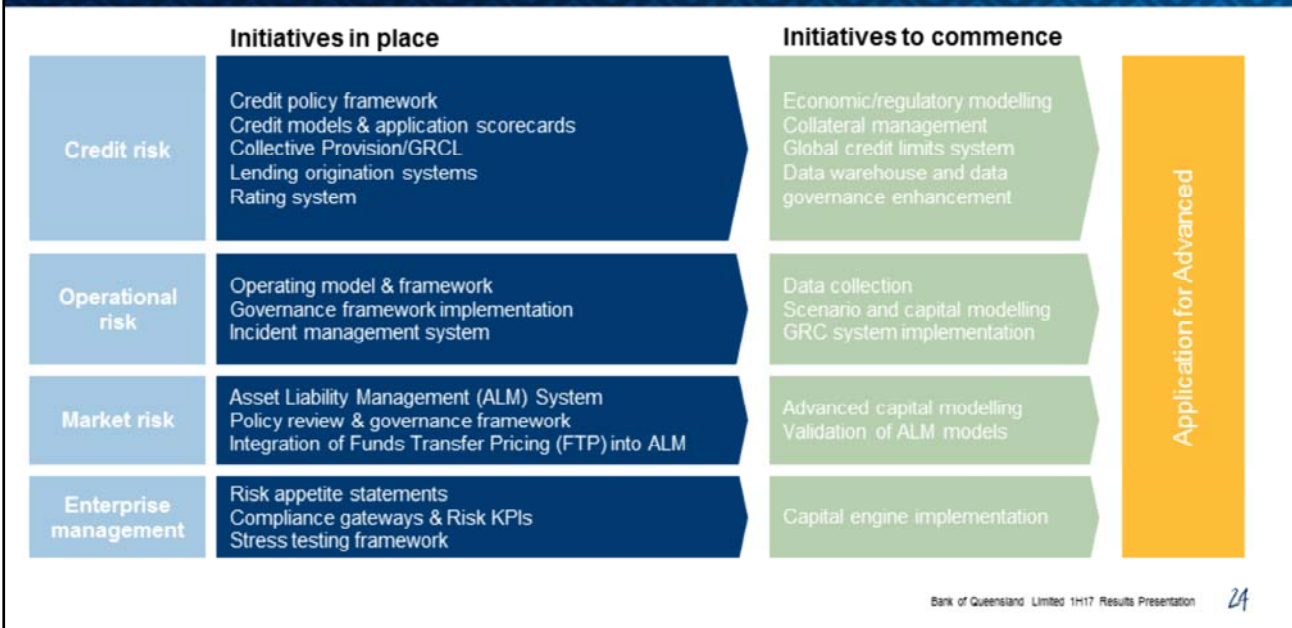 Initiatives in place
Initiatives to commence
Credit risk
Credit policy framework
Credit models & application scorecards
Collective Provision/GRCL
Lending origination systems
Rating system
Economic/regulatory modelling
Collateral management
Global credit limits system
Data warehouse and data
governance enhancement
Operational
risk
Operating model & framework
Governance framework implementation
Incident management system
Data collection
Scenario and capital modelling
GRC system implementation
Market risk
Asset Liability Management (ALM) System
Policy review & governance framework
Integration of Funds Transfer Pricing (FTP) into ALM
Advanced capital modelling
Validation of ALM models
Enterprise
management
Risk appetite statements
Compliance gateways & Risk KPIs
Stress testing framework
Capital engine implementation
Application for Advanced
Bank of Queensland Limited 1H17 Results Presentation 24